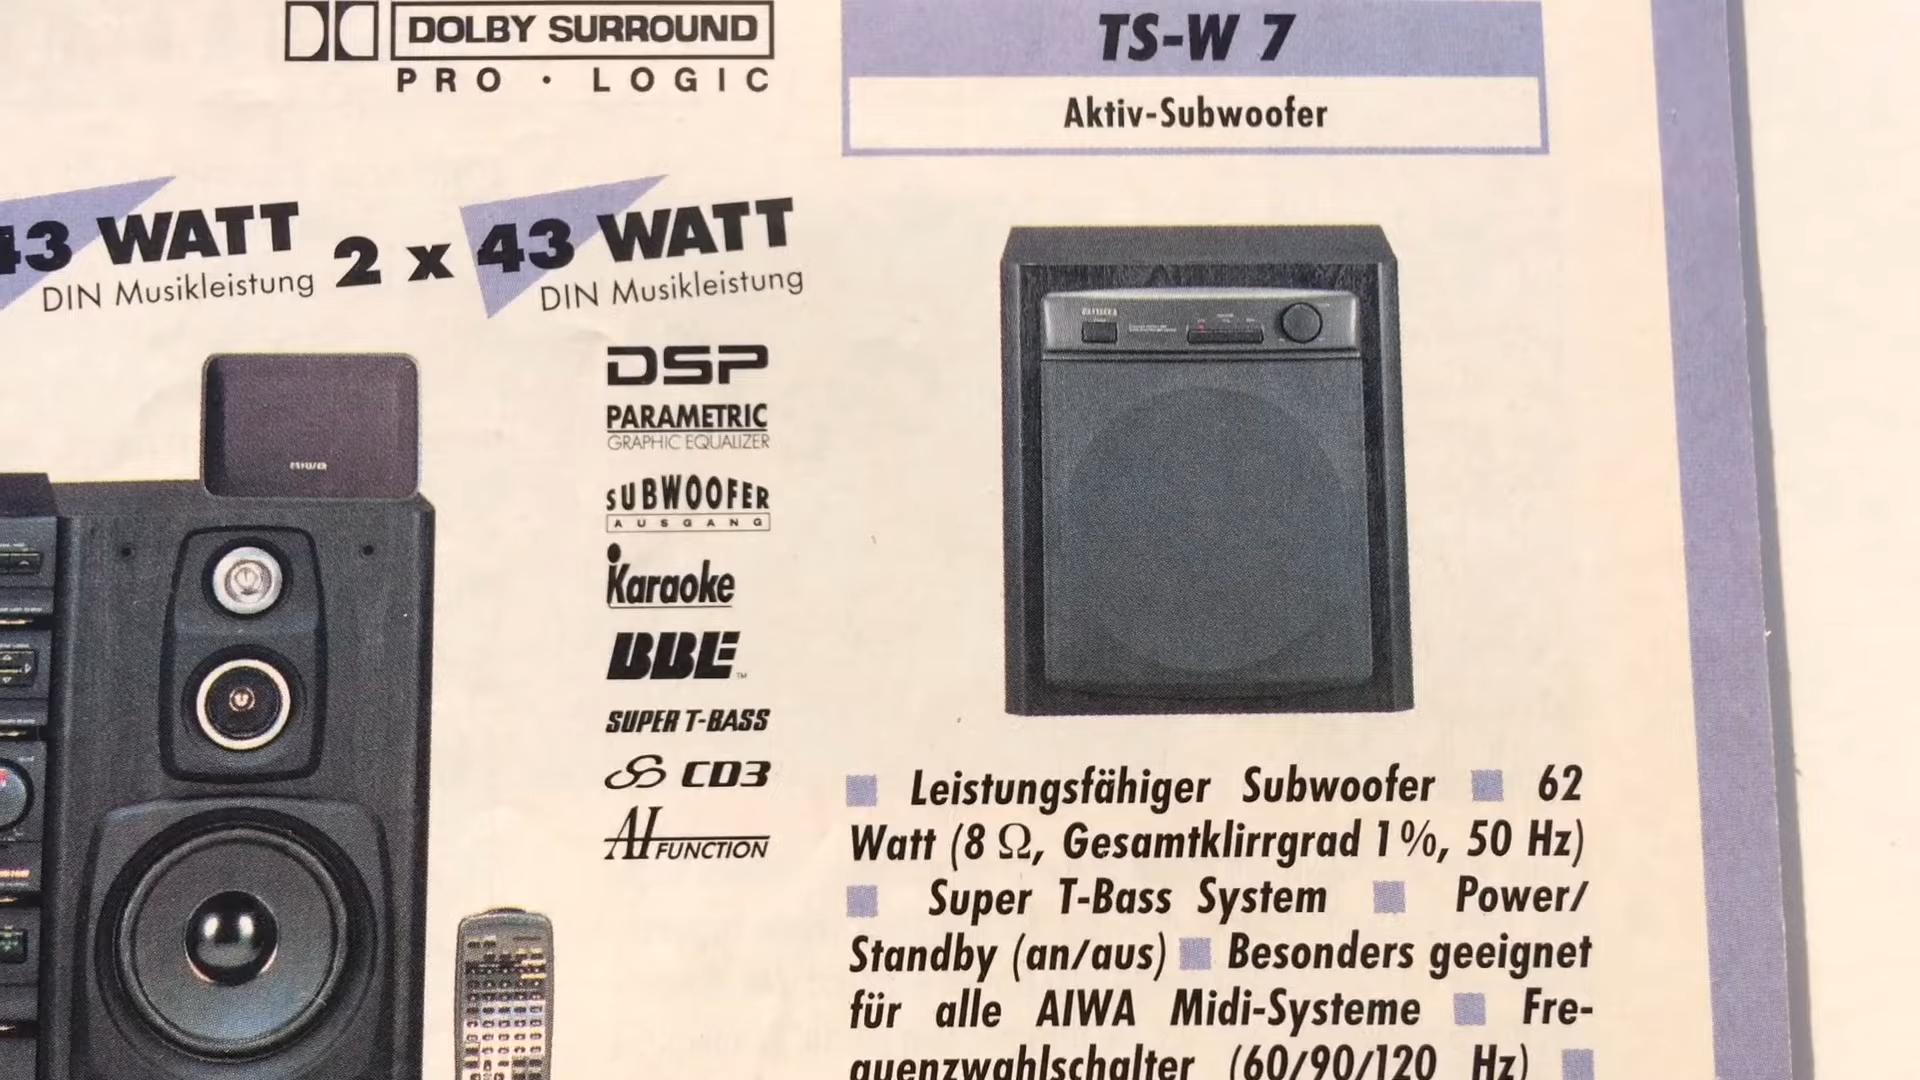 DOLBY SURROUND
PRO · LOGIC
43 WATT
DIN Musikleistung
2 x 43 WATT
DIN Musikleistung
DSP
PARAMETRIC
GRAPHIC EQUALIZER
SUBWOOFER
AUSGANG
Karaoke
BBE™
SUPER T-BASS
CD3
AI FUNCTION
aiwa
TS-W 7
Aktiv-Subwoofer
Leistungsfähiger Subwoofer 62
Watt (8 Ω, Gesamtklirrgrad 1%, 50 Hz)
Super T-Bass System Power/
Standby (an/aus) Besonders geeignet
für alle AIWA Midi-Systeme Fre-
quenzwahlschalter (60/90/120 Hz)